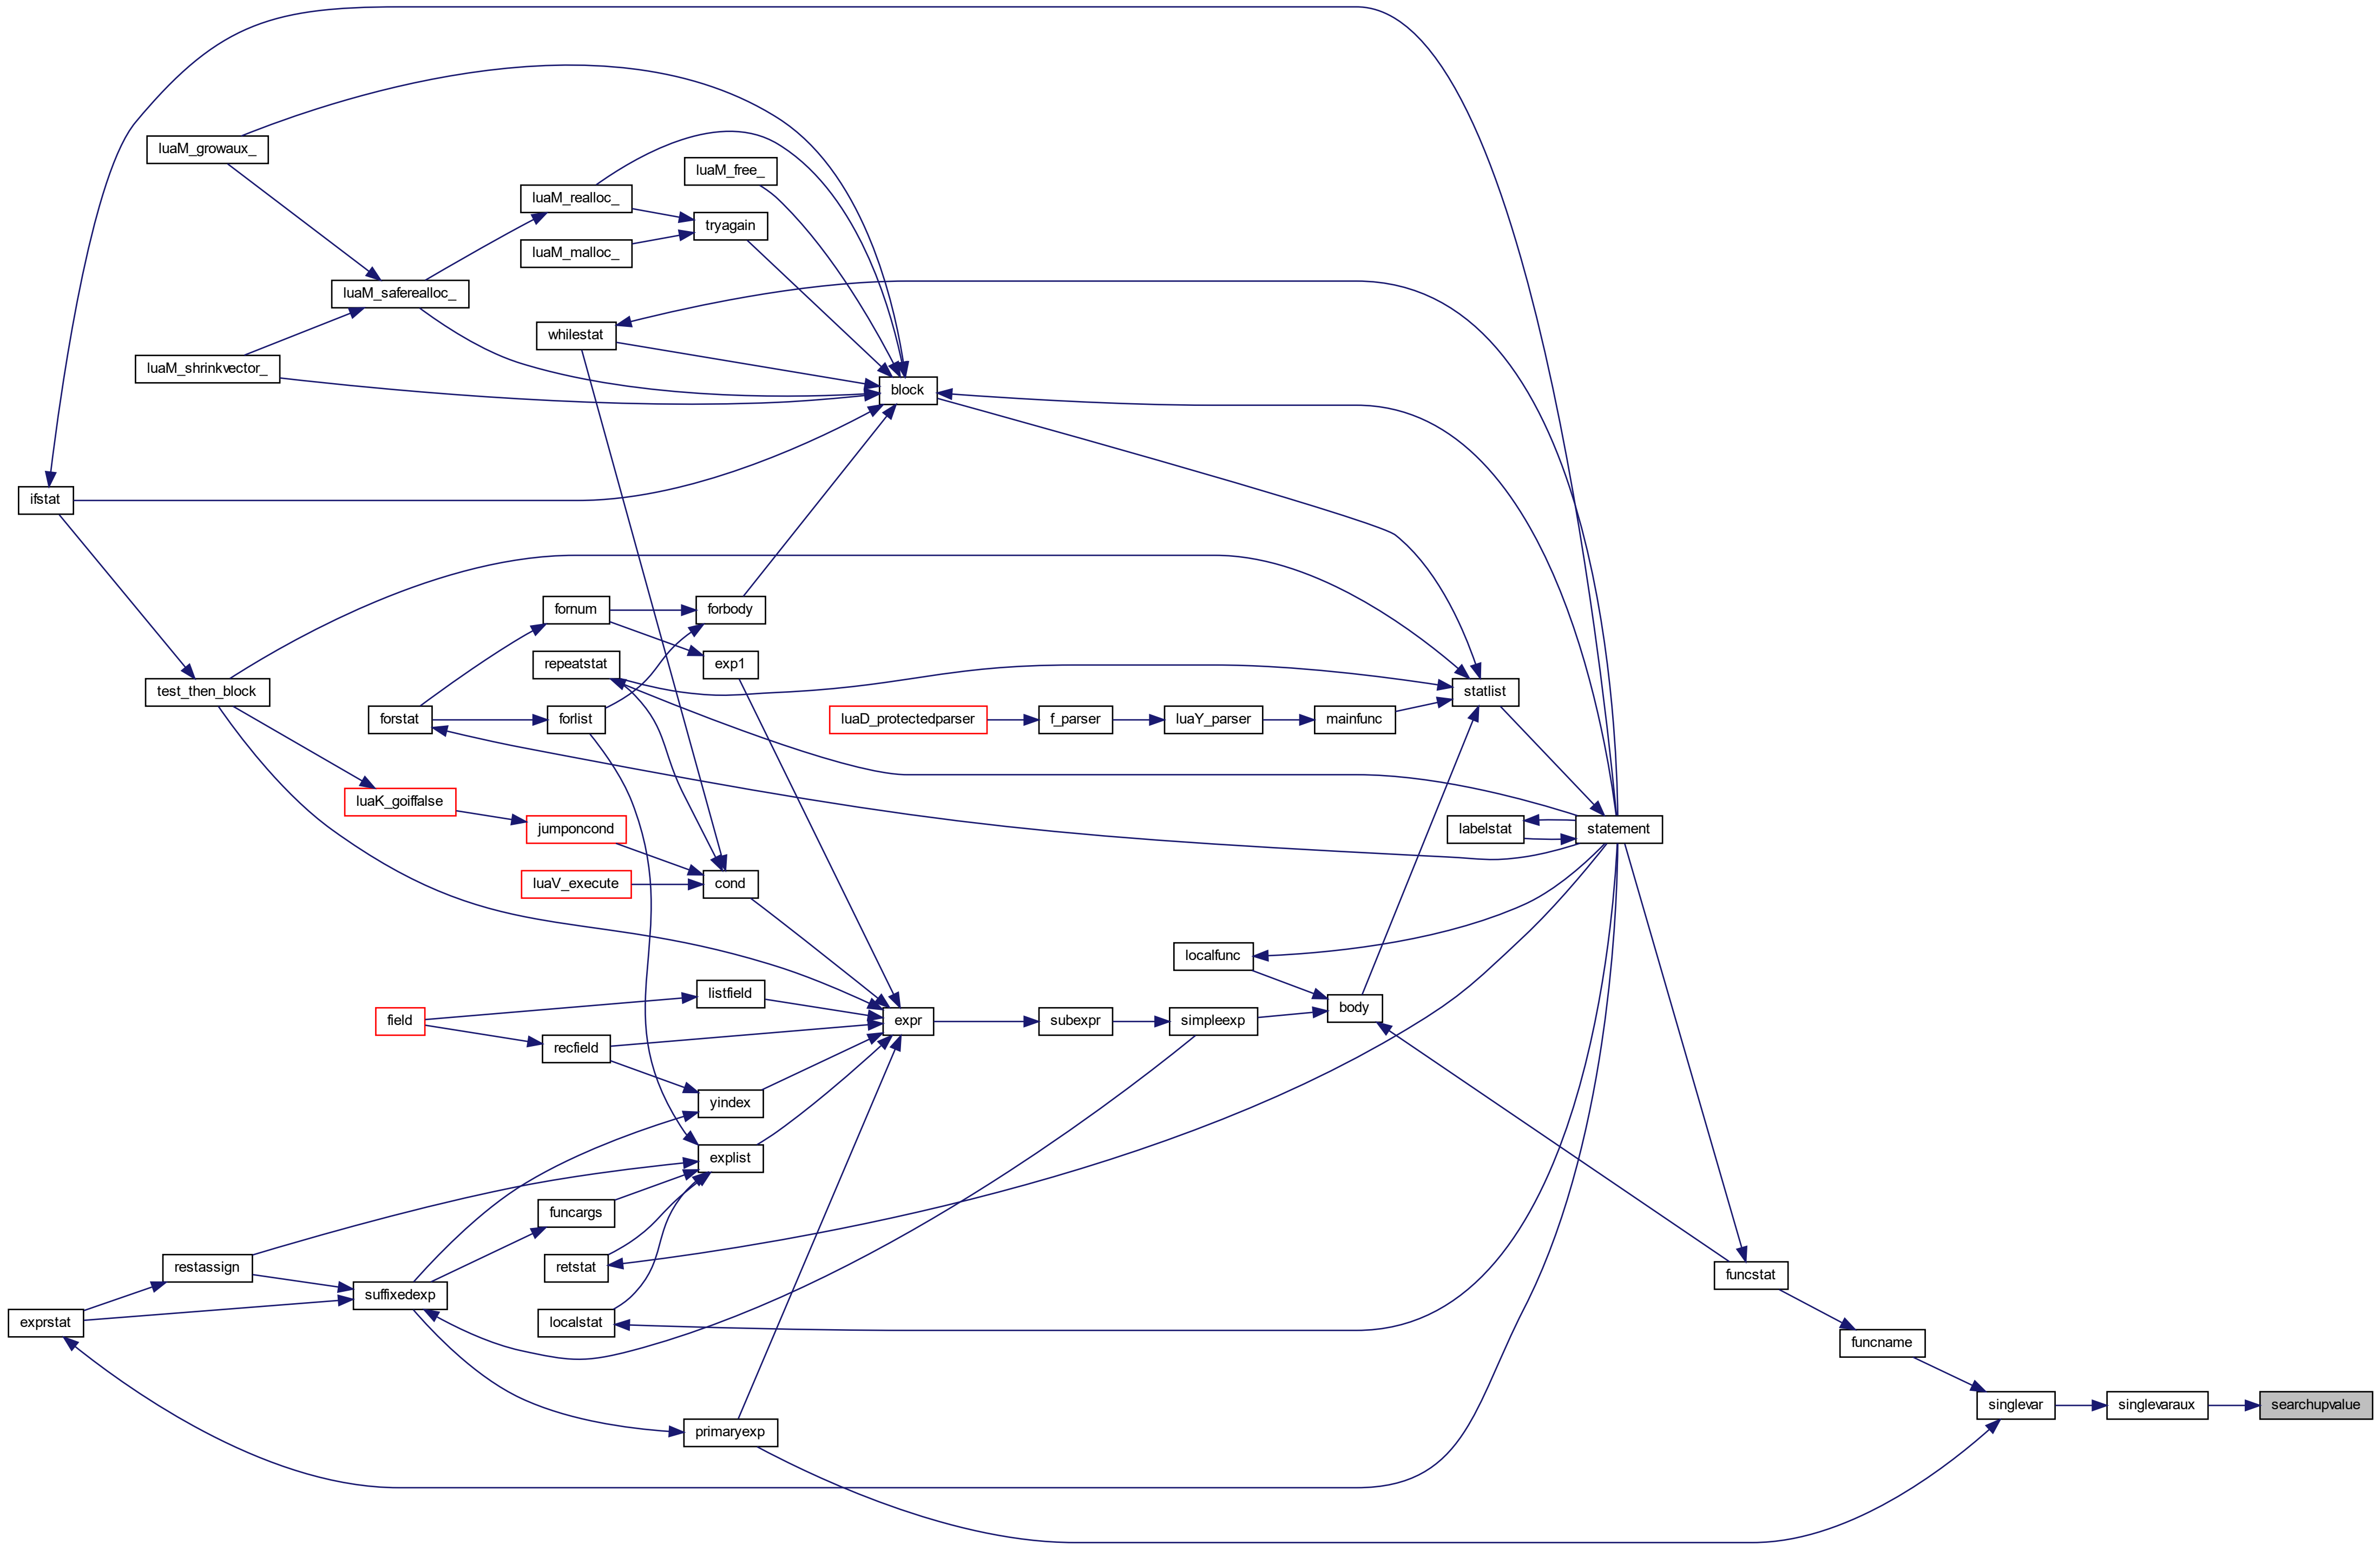 luaM_growaux_
luaM_free_
luaM_realloc_
tryagain
luaM_malloc_
luaM_saferealloc_
whilestat
luaM_shrinkvector_
block
ifstat
fornum
forbody
repeatstat
exp1
test_then_block
statlist
forstat
forlist
luaD_protectedparser
f_parser
luaY_parser
mainfunc
luaK_goiffalse
jumponcond
labelstat
statement
luaV_execute
cond
localfunc
listfield
body
field
expr
subexpr
simpleexp
recfield
yindex
explist
funcargs
restassign
retstat
funcstat
suffixedexp
exprstat
localstat
funcname
singlevar
singlevaraux
searchupvalue
primaryexp